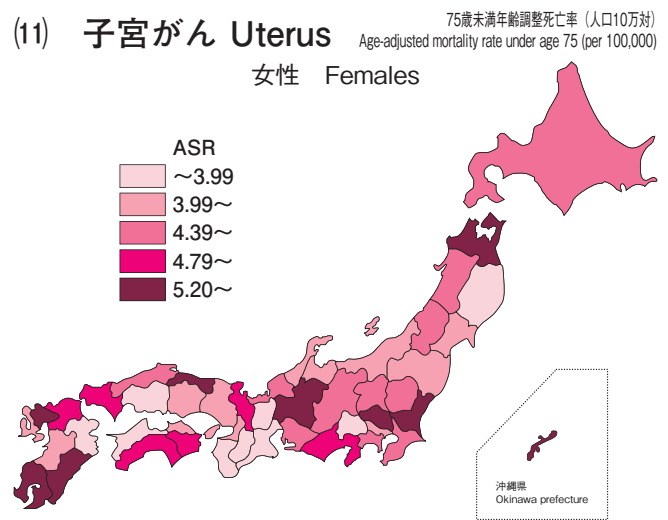 (11) 子宮がん Uterus
75歳未満年齢調整死亡率（人口10万対）
Age-adjusted mortality rate under age 75 (per 100,000)
女性 Females
ASR
～3.99
3.99～
4.39～
4.79～
5.20～
沖縄県
Okinawa prefecture